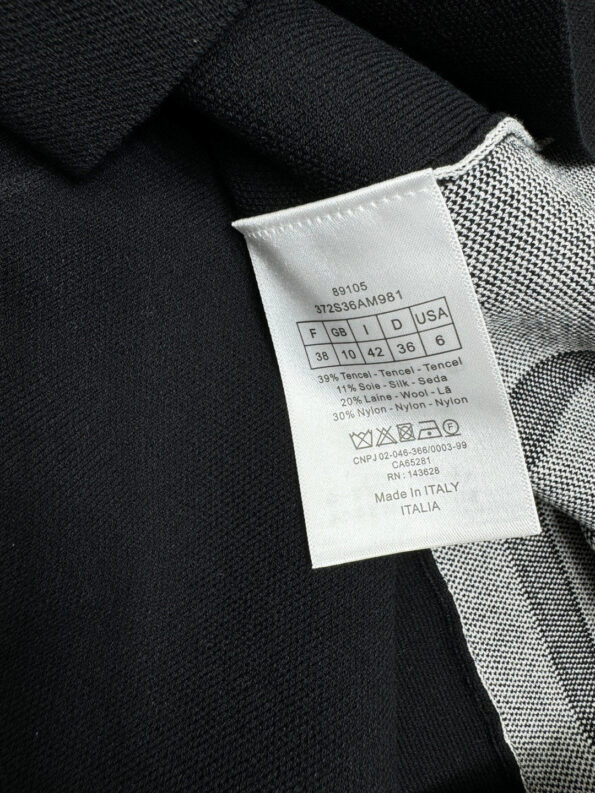 89105
372S36AM981
F GB I D USA
38 10 42 36 6
39% Tencel - Tencel - Tencel
11% Soie - Silk - Seda
20% Laine - Wool - Lã
30% Nylon - Nylon - Nylon
F
CNPJ 02-046-366/0003-99
CA65281
RN : 143628
Made In ITALY
ITALIA